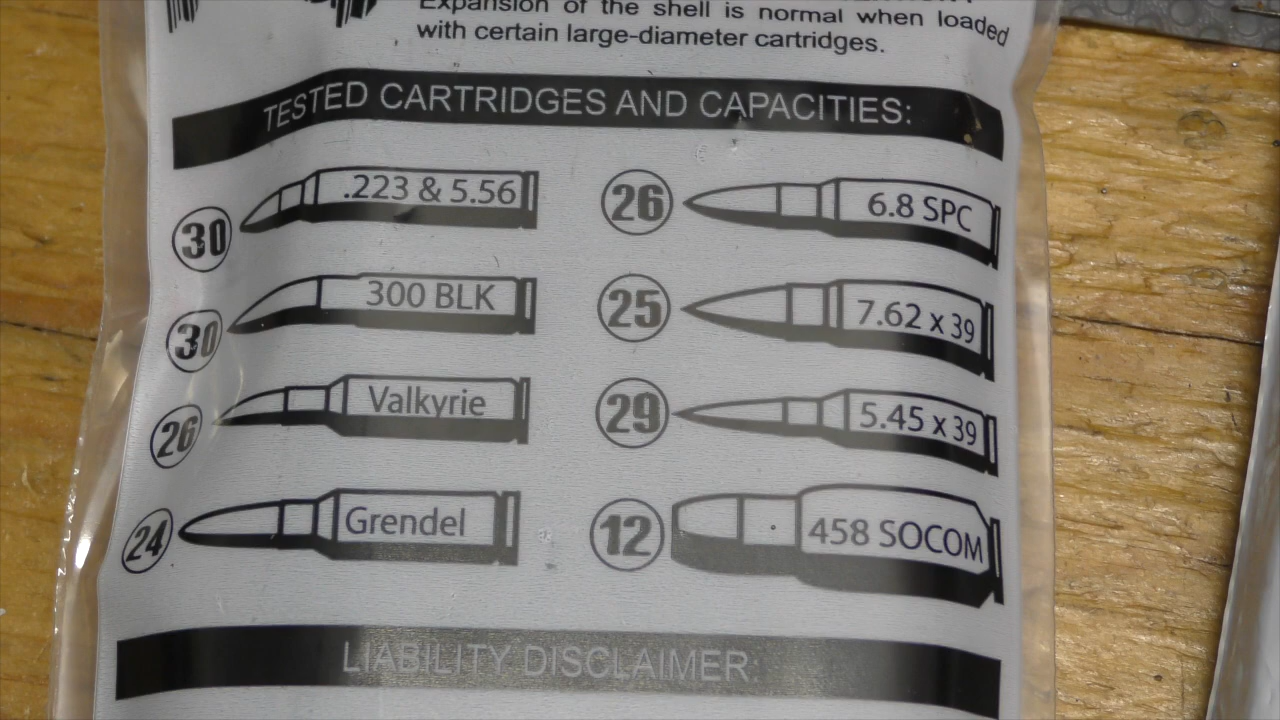 Expansion of the shell is normal when loaded
with certain large-diameter cartridges.
TESTED CARTRIDGES AND CAPACITIES:
30 .223 & 5.56
30 300 BLK
26 Valkyrie
24 Grendel
26 6.8 SPC
25 7.62 x 39
29 5.45 x 39
12 458 SOCOM
LIABILITY DISCLAIMER: